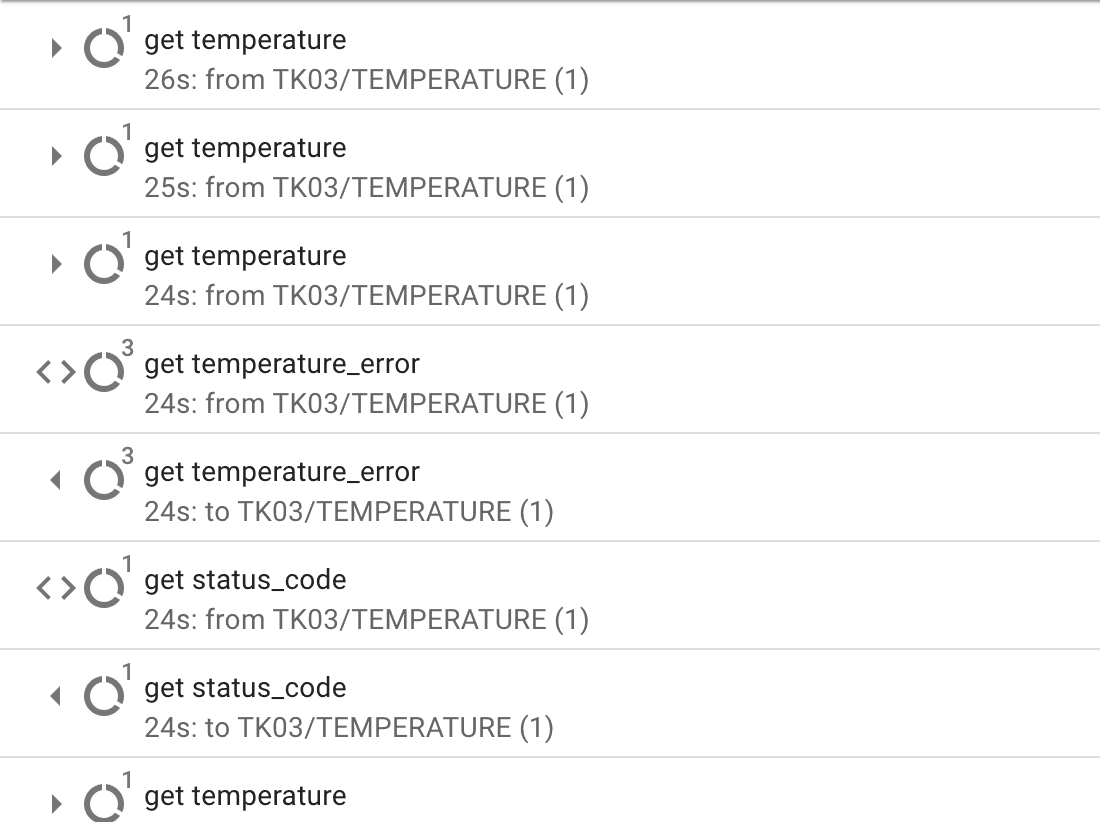 1
get temperature
26s: from TK03/TEMPERATURE (1)
1
get temperature
25s: from TK03/TEMPERATURE (1)
1
get temperature
24s: from TK03/TEMPERATURE (1)
3
get temperature_error
24s: from TK03/TEMPERATURE (1)
3
get temperature_error
24s: to TK03/TEMPERATURE (1)
1
get status_code
24s: from TK03/TEMPERATURE (1)
1
get status_code
24s: to TK03/TEMPERATURE (1)
1
get temperature